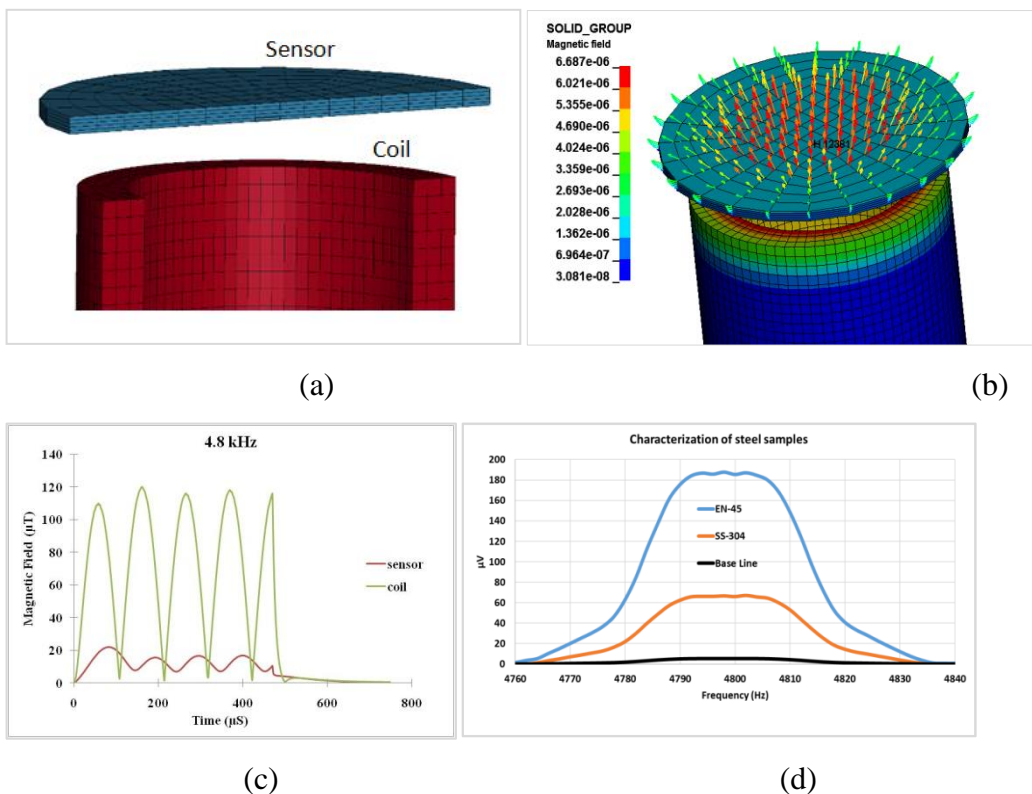 Sensor
Coil
(a)
SOLID_GROUP
Magnetic field
6.687e-06
6.021e-06
5.355e-06
4.690e-06
4.024e-06
3.359e-06
2.693e-06
2.028e-06
1.362e-06
6.964e-07
3.081e-08
(b)
4.8 kHz
Magnetic Field (µT)
140
120
100
80
60
40
20
0
0 200 400 600 800
Time (µS)
sensor
coil
(c)
Characterization of steel samples
µV
200
180
160
140
120
100
80
60
40
20
0
4760 4770 4780 4790 4800 4810 4820 4830 4840
Frequency (Hz)
EN-45
SS-304
Base Line
(d)